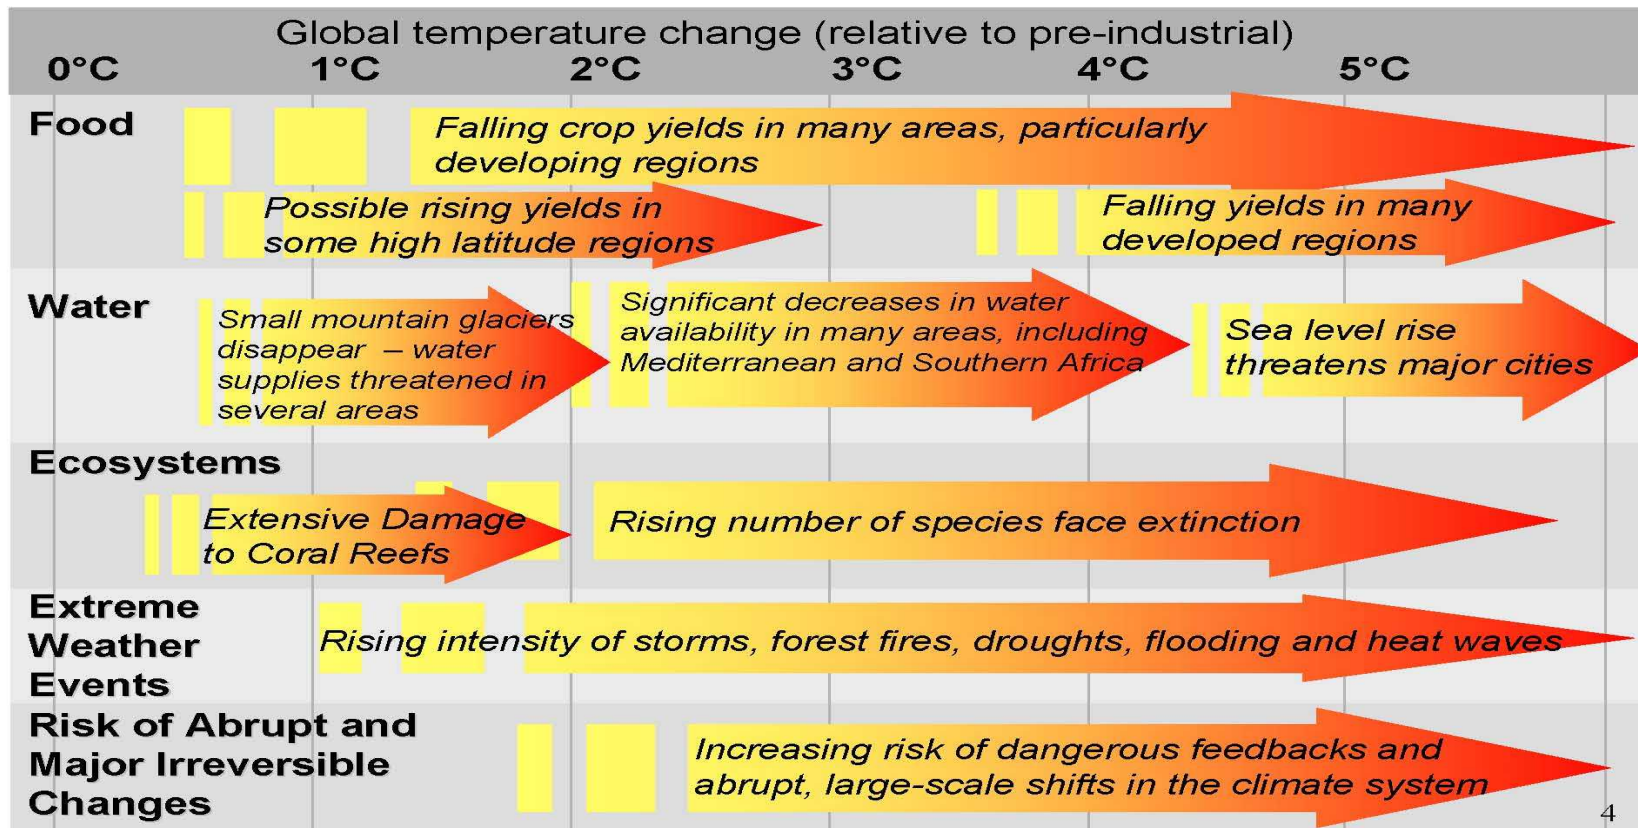 Global temperature change (relative to pre-industrial)
0°C 1°C 2°C 3°C 4°C 5°C
Food
Falling crop yields in many areas, particularly
developing regions
Possible rising yields in
some high latitude regions
Falling yields in many
developed regions
Water
Small mountain glaciers
disappear – water
supplies threatened in
several areas
Significant decreases in water
availability in many areas, including
Mediterranean and Southern Africa
Sea level rise
threatens major cities
Ecosystems
Extensive Damage
to Coral Reefs
Rising number of species face extinction
Extreme
Weather
Events
Rising intensity of storms, forest fires, droughts, flooding and heat waves
Risk of Abrupt and
Major Irreversible
Changes
Increasing risk of dangerous feedbacks and
abrupt, large-scale shifts in the climate system
4